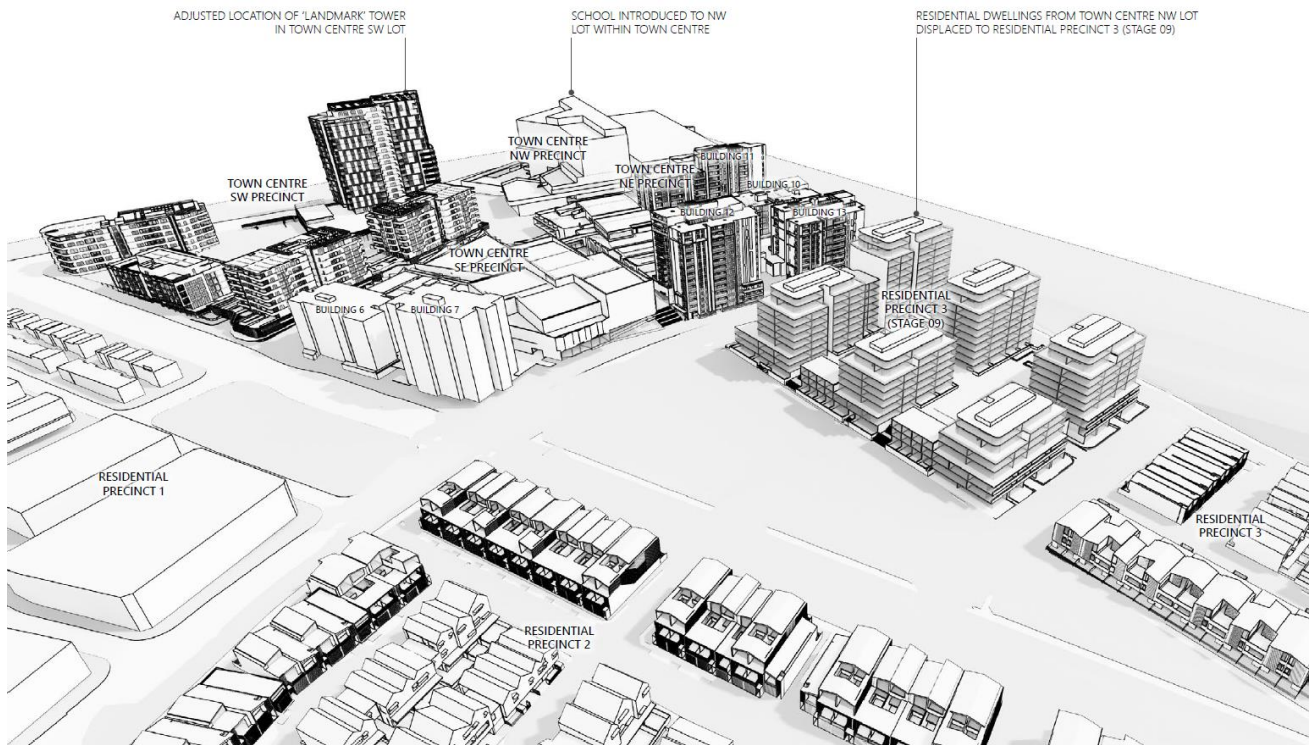 ADJUSTED LOCATION OF 'LANDMARK' TOWER
IN TOWN CENTRE SW LOT
SCHOOL INTRODUCED TO NW
LOT WITHIN TOWN CENTRE
RESIDENTIAL DWELLINGS FROM TOWN CENTRE NW LOT
DISPLACED TO RESIDENTIAL PRECINCT 3 (STAGE 09)
TOWN CENTRE
NW PRECINCT
BUILDING 11
TOWN CENTRE
NE PRECINCT
BUILDING 10
TOWN CENTRE
SW PRECINCT
BUILDING 12
BUILDING 13
TOWN CENTRE
SE PRECINCT
BUILDING 6
BUILDING 7
RESIDENTIAL
PRECINCT 3
(STAGE 09)
RESIDENTIAL
PRECINCT 1
RESIDENTIAL
PRECINCT 3
RESIDENTIAL
PRECINCT 2